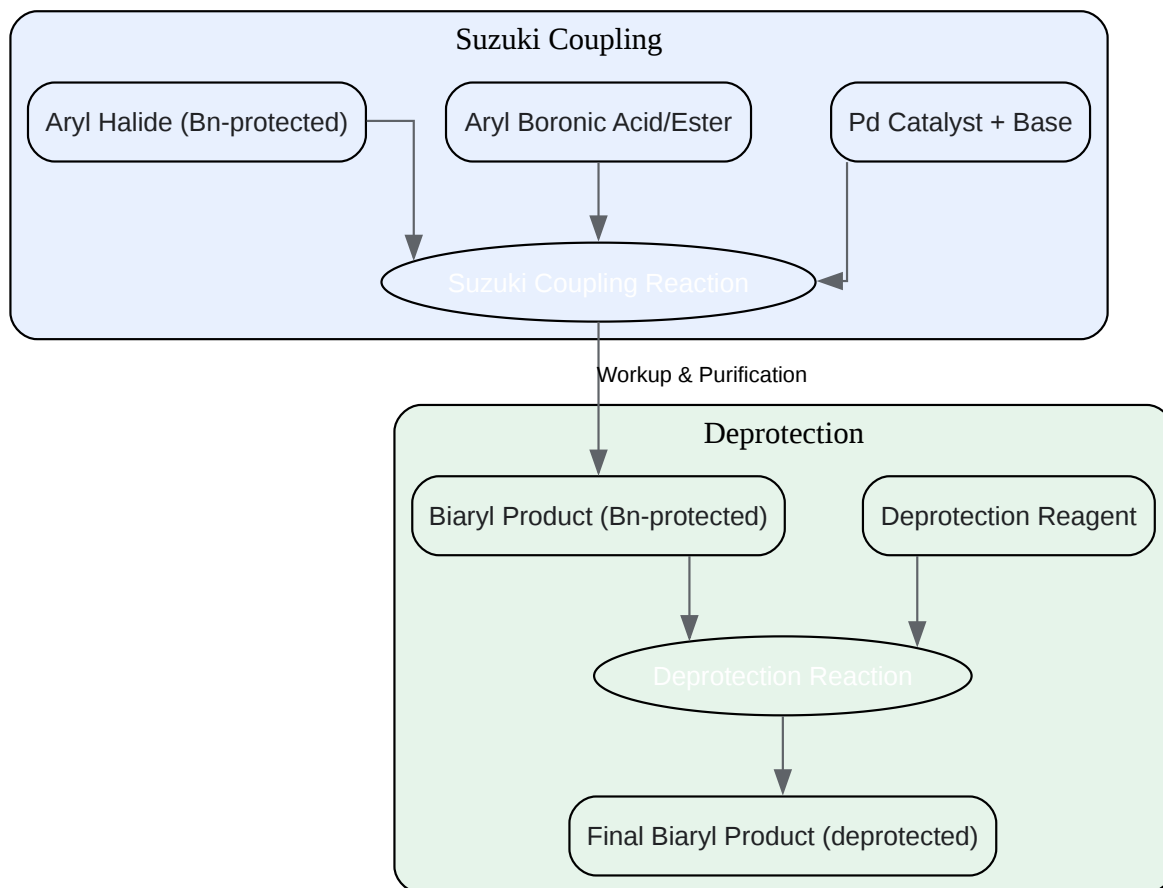 Suzuki Coupling
Aryl Halide (Bn-protected)
Aryl Boronic Acid/Ester
Pd Catalyst + Base
Suzuki Coupling Reaction
Workup & Purification
Deprotection
Biaryl Product (Bn-protected)
Deprotection Reagent
Deprotection Reaction
Final Biaryl Product (deprotected)